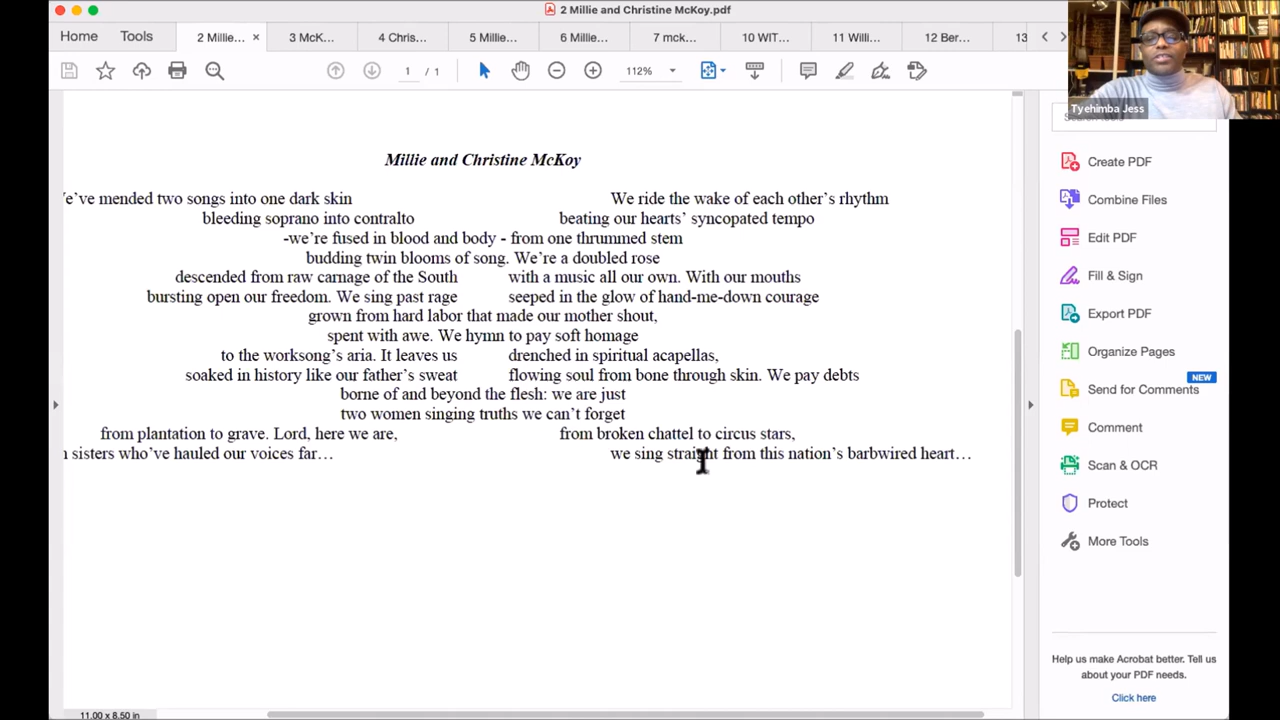 2 Millie and Christine McKoy.pdf
Home Tools 2 Millie... × 3 McK... 4 Chris... 5 Millie... 6 Millie... 7 mck... 10 WIT... 11 Willi... 12 Ber... 13
1 / 1 112%
Tyehimba Jess
Millie and Christine McKoy
e've mended two songs into one dark skin We ride the wake of each other's rhythm
bleeding soprano into contralto beating our hearts' syncopated tempo
-we're fused in blood and body - from one thrummed stem
budding twin blooms of song. We're a doubled rose
descended from raw carnage of the South with a music all our own. With our mouths
bursting open our freedom. We sing past rage seeped in the glow of hand-me-down courage
grown from hard labor that made our mother shout,
spent with awe. We hymn to pay soft homage
to the worksong's aria. It leaves us drenched in spiritual acapellas,
soaked in history like our father's sweat flowing soul from bone through skin. We pay debts
borne of and beyond the flesh: we are just
two women singing truths we can't forget
from plantation to grave. Lord, here we are, from broken chattel to circus stars,
sisters who've hauled our voices far… we sing straight from this nation's barbwired heart…
11.00 x 8.50 in
Create PDF
Combine Files
Edit PDF
Fill & Sign
Export PDF
Organize Pages
NEW
Send for Comments
Comment
Scan & OCR
Protect
More Tools
Help us make Acrobat better. Tell us
about your PDF needs.
Click here